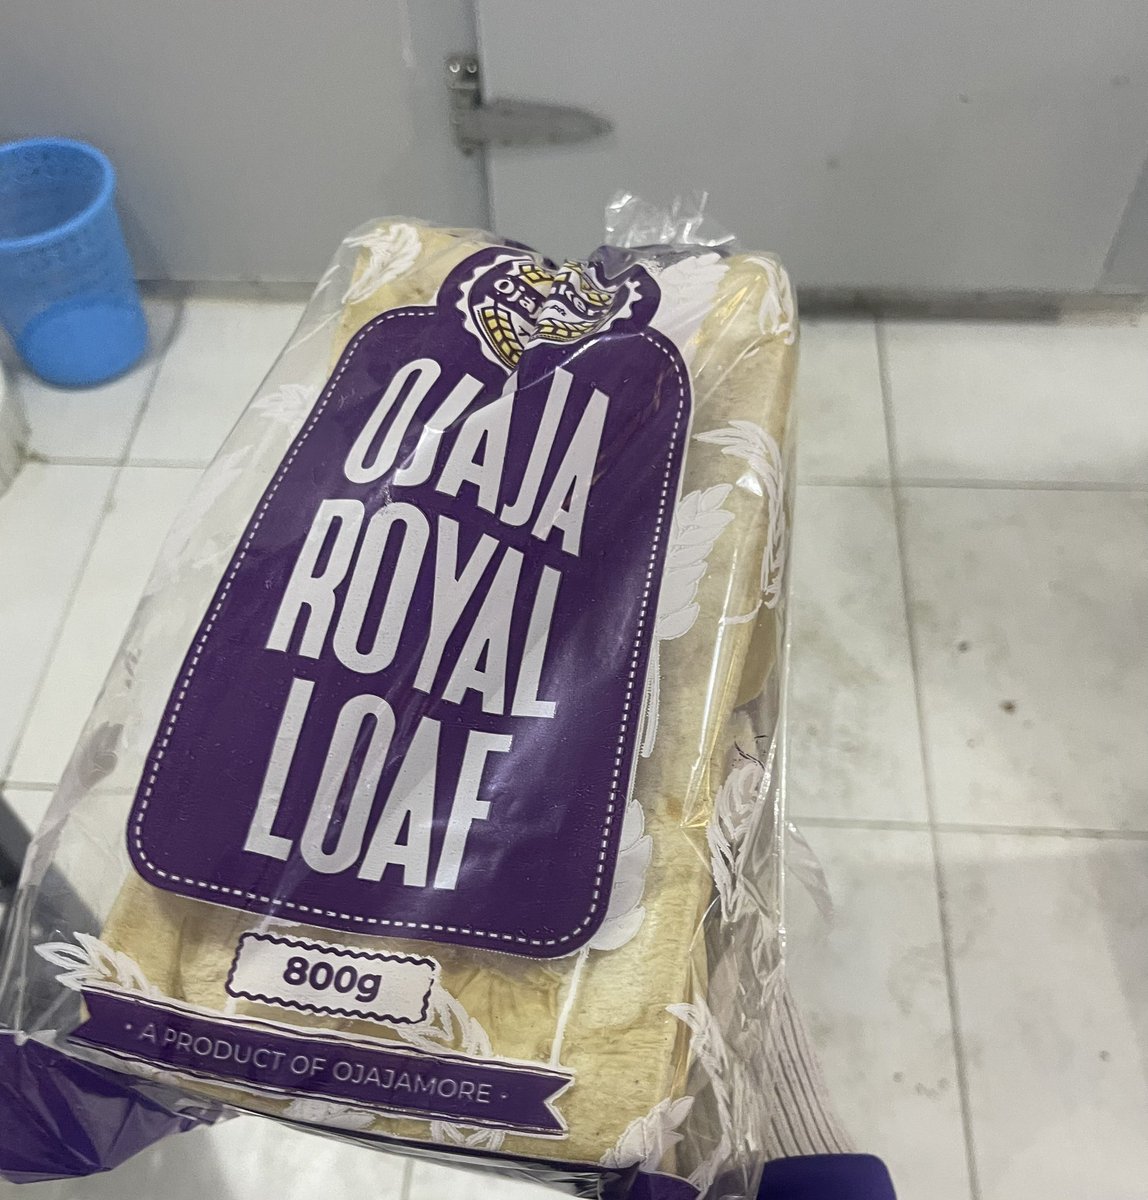 OJAJA
ROYAL
LOAF
800g
· A PRODUCT OF OJAJAMORE ·